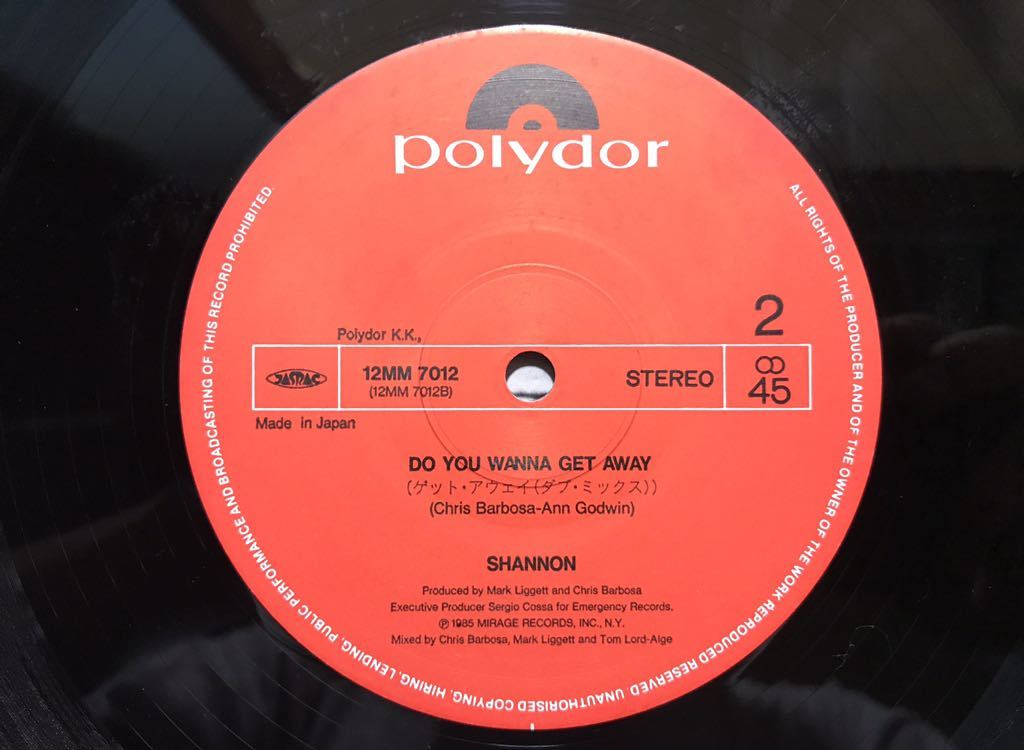 polydor
ALL RIGHTS OF THE PRODUCER AND OF THE OWNER OF THE WORK REPRODUCED RESERVED. UNAUTHORISED COPYING, HIRING, LENDING, PUBLIC PERFORMANCE AND BROADCASTING OF THIS RECORD PROHIBITED.
2
Polydor K.K.,
JASRAC
12MM 7012
(12MM 7012B)
STEREO
45
Made in Japan
DO YOU WANNA GET AWAY
(ゲット・アウェイ(ダブ・ミックス))
(Chris Barbosa-Ann Godwin)
SHANNON
Produced by Mark Liggett and Chris Barbosa
Executive Producer Sergio Cossa for Emergency Records.
℗ 1985 MIRAGE RECORDS, INC., N.Y.
Mixed by Chris Barbosa, Mark Liggett and Tom Lord-Alge